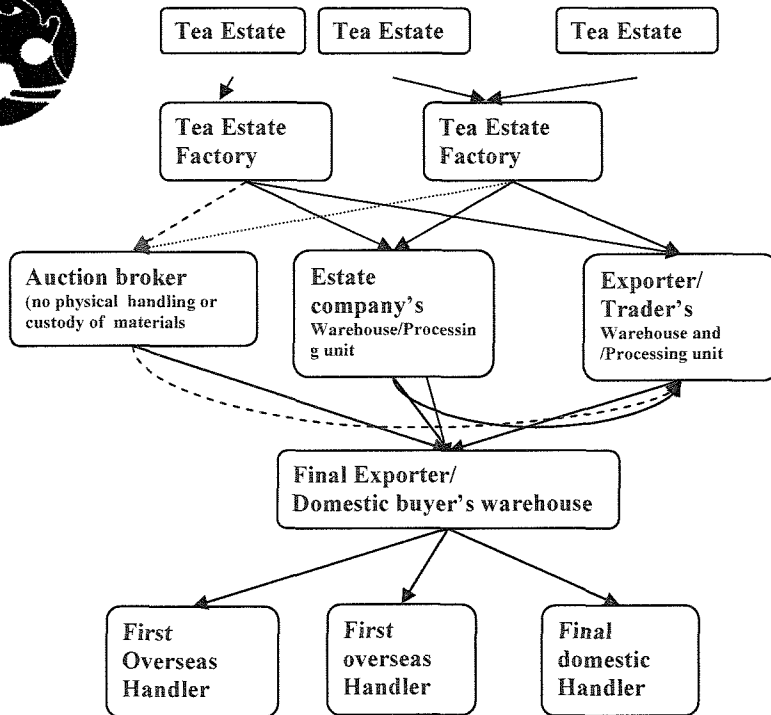 Tea Estate
Tea Estate
Tea Estate
Tea Estate
Factory
Tea Estate
Factory
Auction broker
(no physical handling or
custody of materials
Estate
company's
Warehouse/Processin
g unit
Exporter/
Trader's
Warehouse and
/Processing unit
Final Exporter/
Domestic buyer's warehouse
First
Overseas
Handler
First
overseas
Handler
Final
domestic
Handler